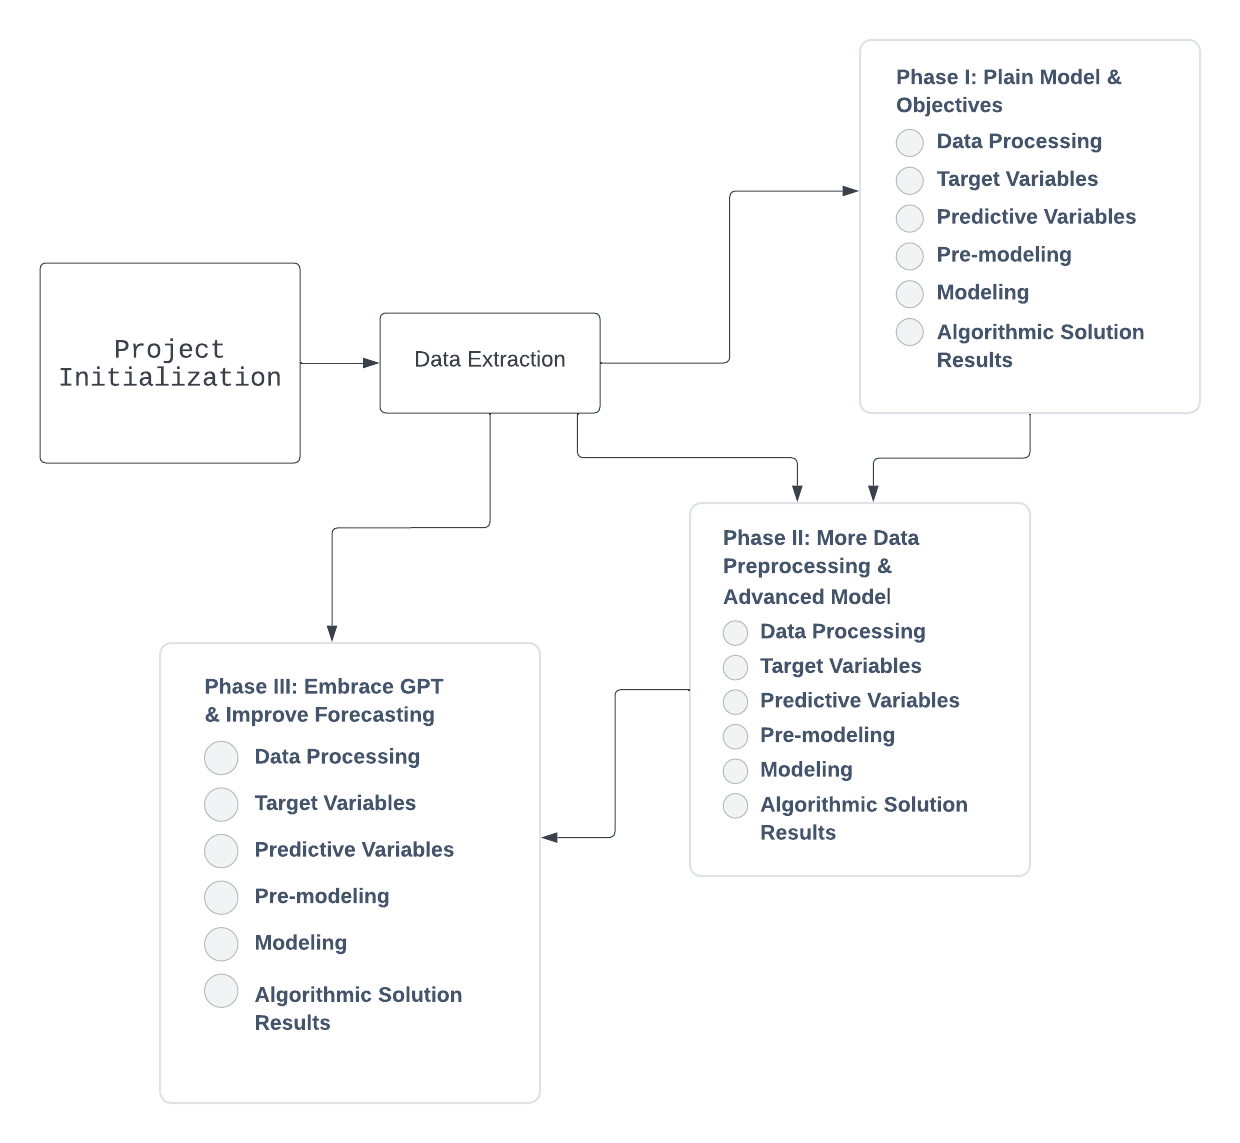 Project
Initialization
Data Extraction
Phase I: Plain Model &
Objectives
Data Processing
Target Variables
Predictive Variables
Pre-modeling
Modeling
Algorithmic Solution
Results
Phase II: More Data
Preprocessing &
Advanced Model
Data Processing
Target Variables
Predictive Variables
Pre-modeling
Modeling
Algorithmic Solution
Results
Phase III: Embrace GPT
& Improve Forecasting
Data Processing
Target Variables
Predictive Variables
Pre-modeling
Modeling
Algorithmic Solution
Results